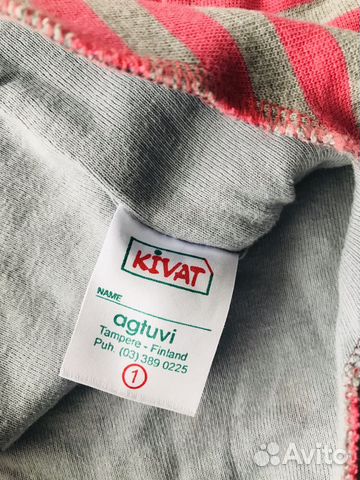 KIVAT
NAME
agtuvi
Tampere - Finland
Puh. (03) 389 0225
1
Avito